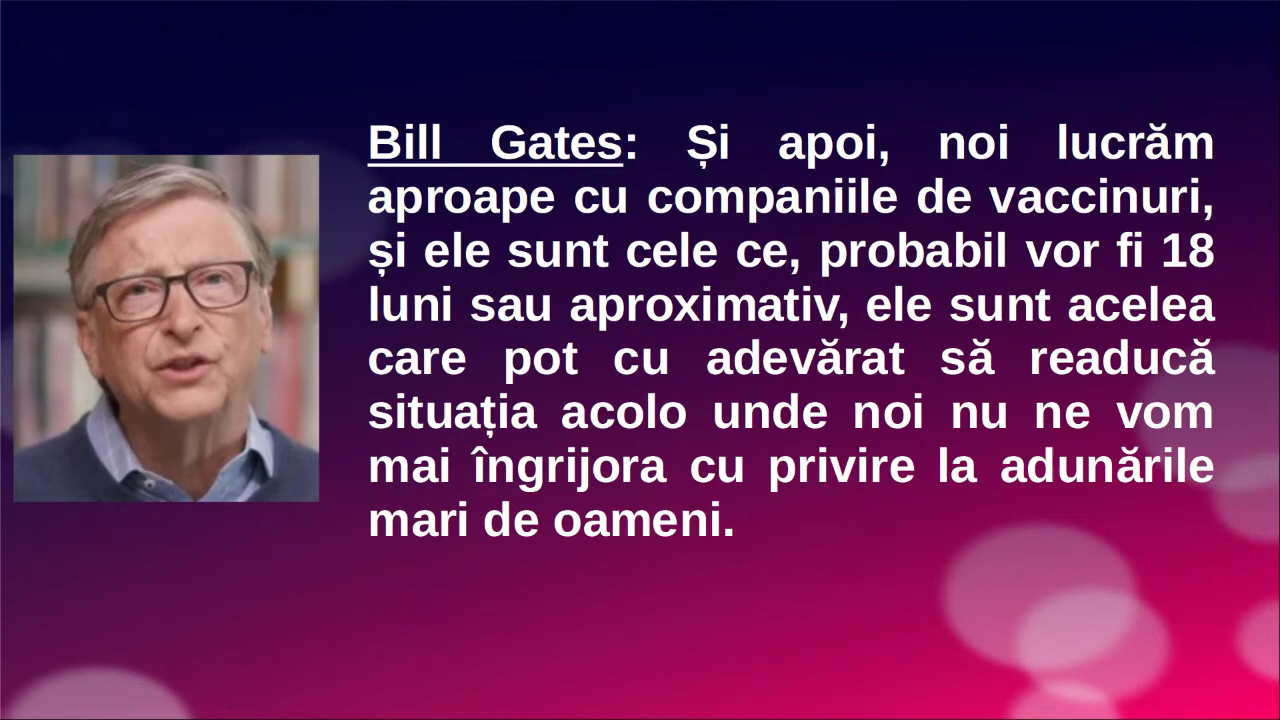 Bill Gates: Și apoi, noi lucrăm
aproape cu companiile de vaccinuri,
și ele sunt cele ce, probabil vor fi 18
luni sau aproximativ, ele sunt acelea
care pot cu adevărat să readucă
situația acolo unde noi nu ne vom
mai îngrijora cu privire la adunările
mari de oameni.